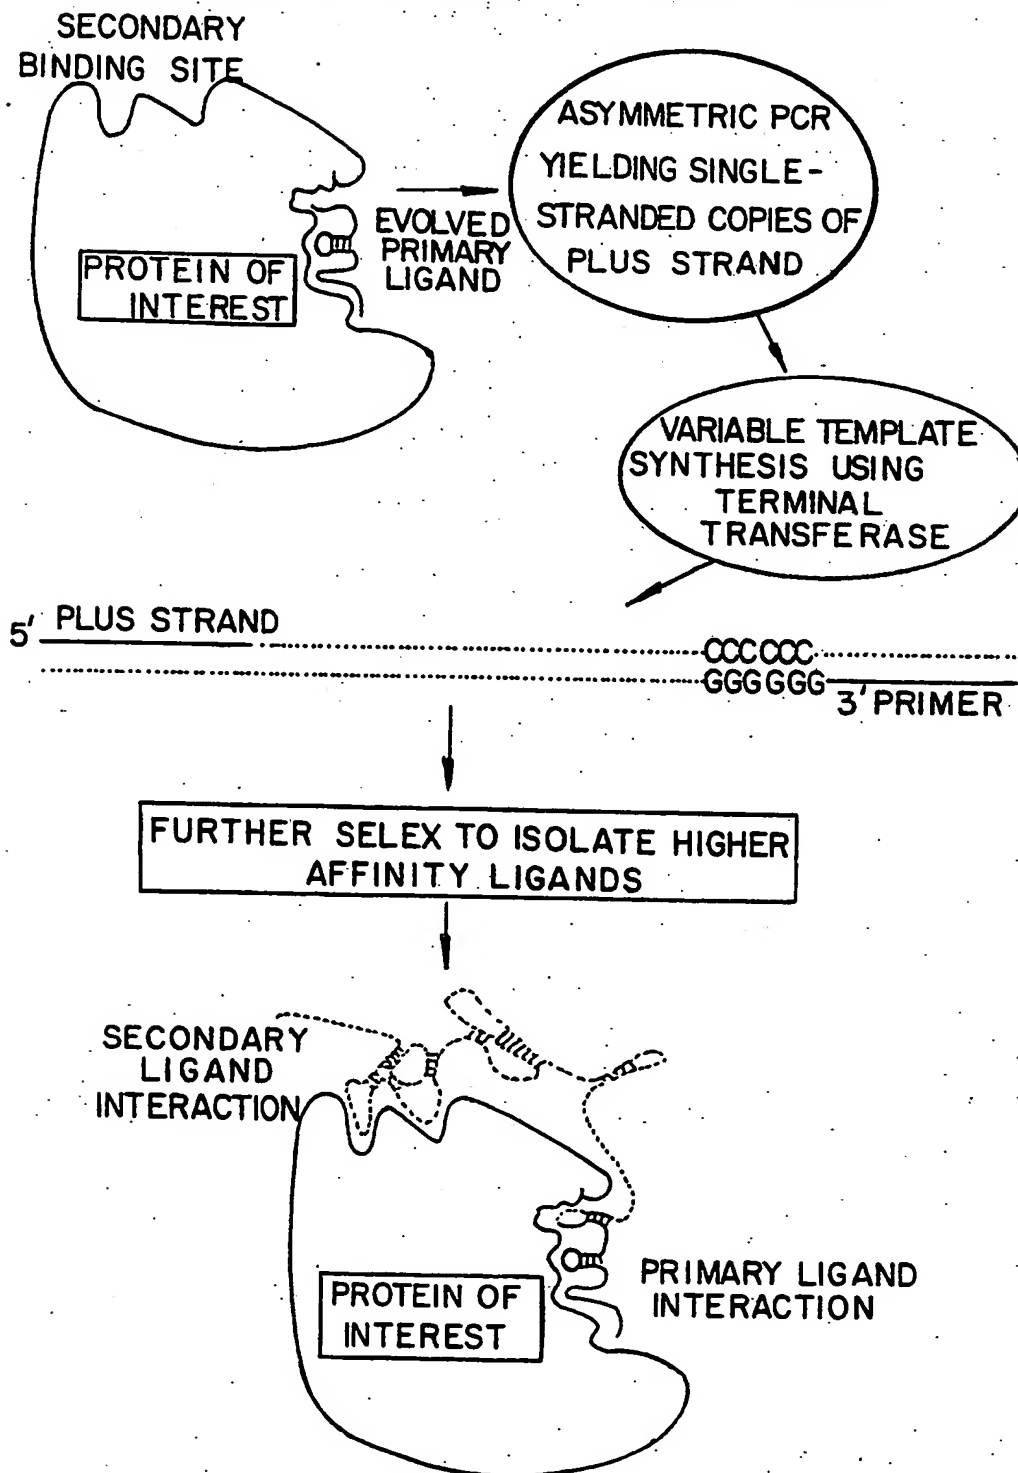 SECONDARY
BINDING SITE
ASYMMETRIC PCR
YIELDING SINGLE-
STRANDED COPIES OF
PLUS STRAND
EVOLVED
PRIMARY
LIGAND
PROTEIN OF
INTEREST
VARIABLE TEMPLATE
SYNTHESIS USING
TERMINAL
TRANSFERASE
5' PLUS STRAND
CCCCCC
GGGGGG
3' PRIMER
FURTHER SELEX TO ISOLATE HIGHER
AFFINITY LIGANDS
SECONDARY
LIGAND
INTERACTION
PROTEIN OF
INTEREST
PRIMARY LIGAND
INTERACTION